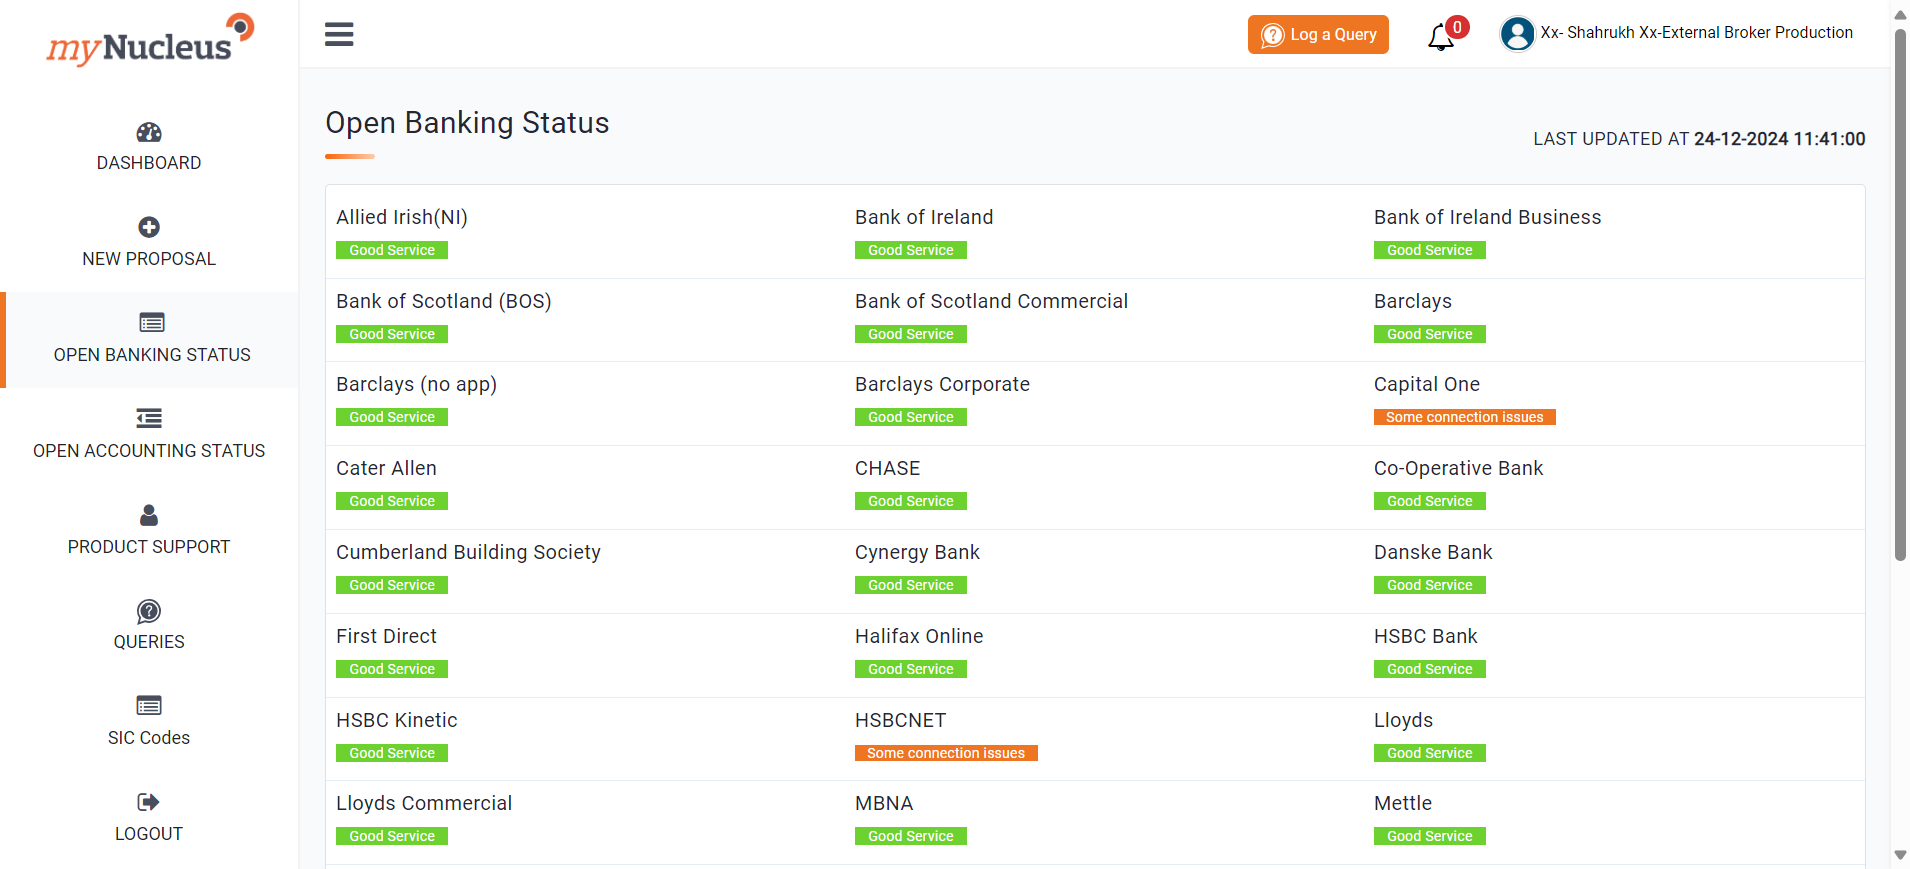 myNucleus
Log a Query
0
Xx- Shahrukh Xx-External Broker Production
DASHBOARD
NEW PROPOSAL
OPEN BANKING STATUS
OPEN ACCOUNTING STATUS
PRODUCT SUPPORT
QUERIES
SIC Codes
LOGOUT
Open Banking Status
LAST UPDATED AT 24-12-2024 11:41:00
Allied Irish(NI)
Good Service
Bank of Ireland
Good Service
Bank of Ireland Business
Good Service
Bank of Scotland (BOS)
Good Service
Bank of Scotland Commercial
Good Service
Barclays
Good Service
Barclays (no app)
Good Service
Barclays Corporate
Good Service
Capital One
Some connection issues
Cater Allen
Good Service
CHASE
Good Service
Co-Operative Bank
Good Service
Cumberland Building Society
Good Service
Cynergy Bank
Good Service
Danske Bank
Good Service
First Direct
Good Service
Halifax Online
Good Service
HSBC Bank
Good Service
HSBC Kinetic
Good Service
HSBCNET
Some connection issues
Lloyds
Good Service
Lloyds Commercial
Good Service
MBNA
Good Service
Mettle
Good Service